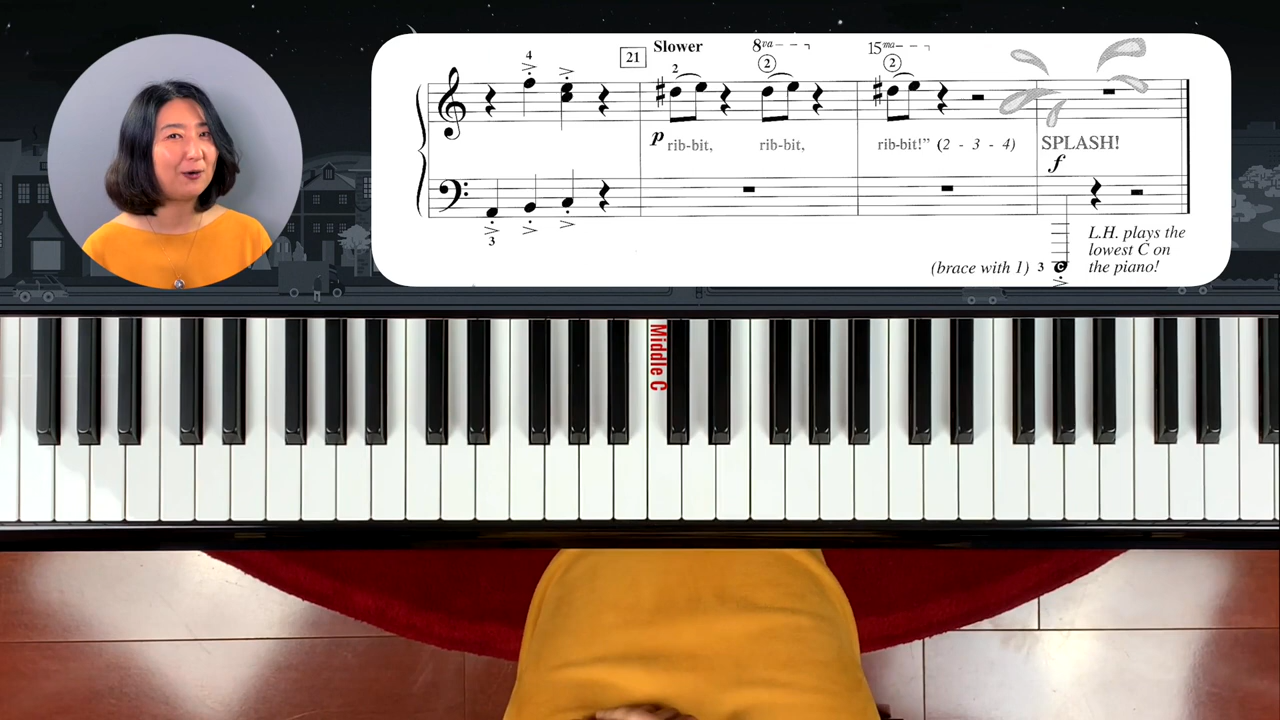 4
21 Slower 8va 15ma
2 2 2
p rib-bit, rib-bit, rib-bit!” (2 - 3 - 4) SPLASH!
f
3
L.H. plays the
lowest C on
the piano!
(brace with 1) 3 C
Middle C